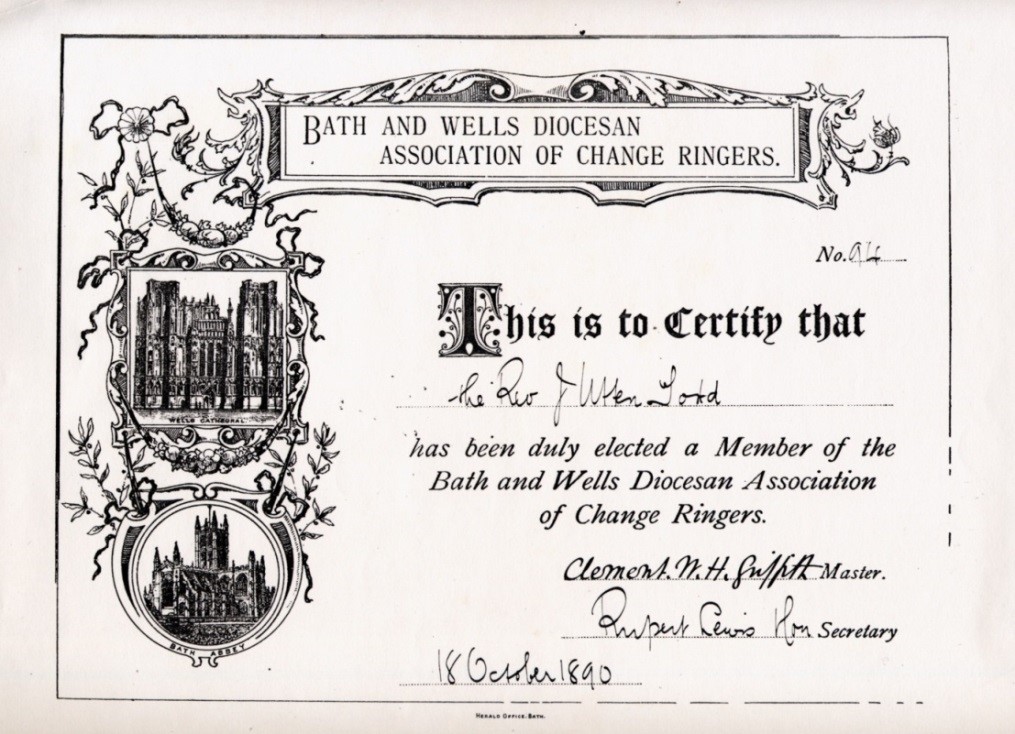 BATH AND WELLS DIOCESAN
ASSOCIATION OF CHANGE RINGERS.
No. 94
This is to Certify that
the Rev J Uten Todd
has been duly elected a Member of the
Bath and Wells Diocesan Association
of Change Ringers.
Clement. W. H. Griffith Master.
Rupert Lewis Hon Secretary
18 October 1890
WELLS CATHEDRAL.
BATH ABBEY
HERALD OFFICE. BATH.